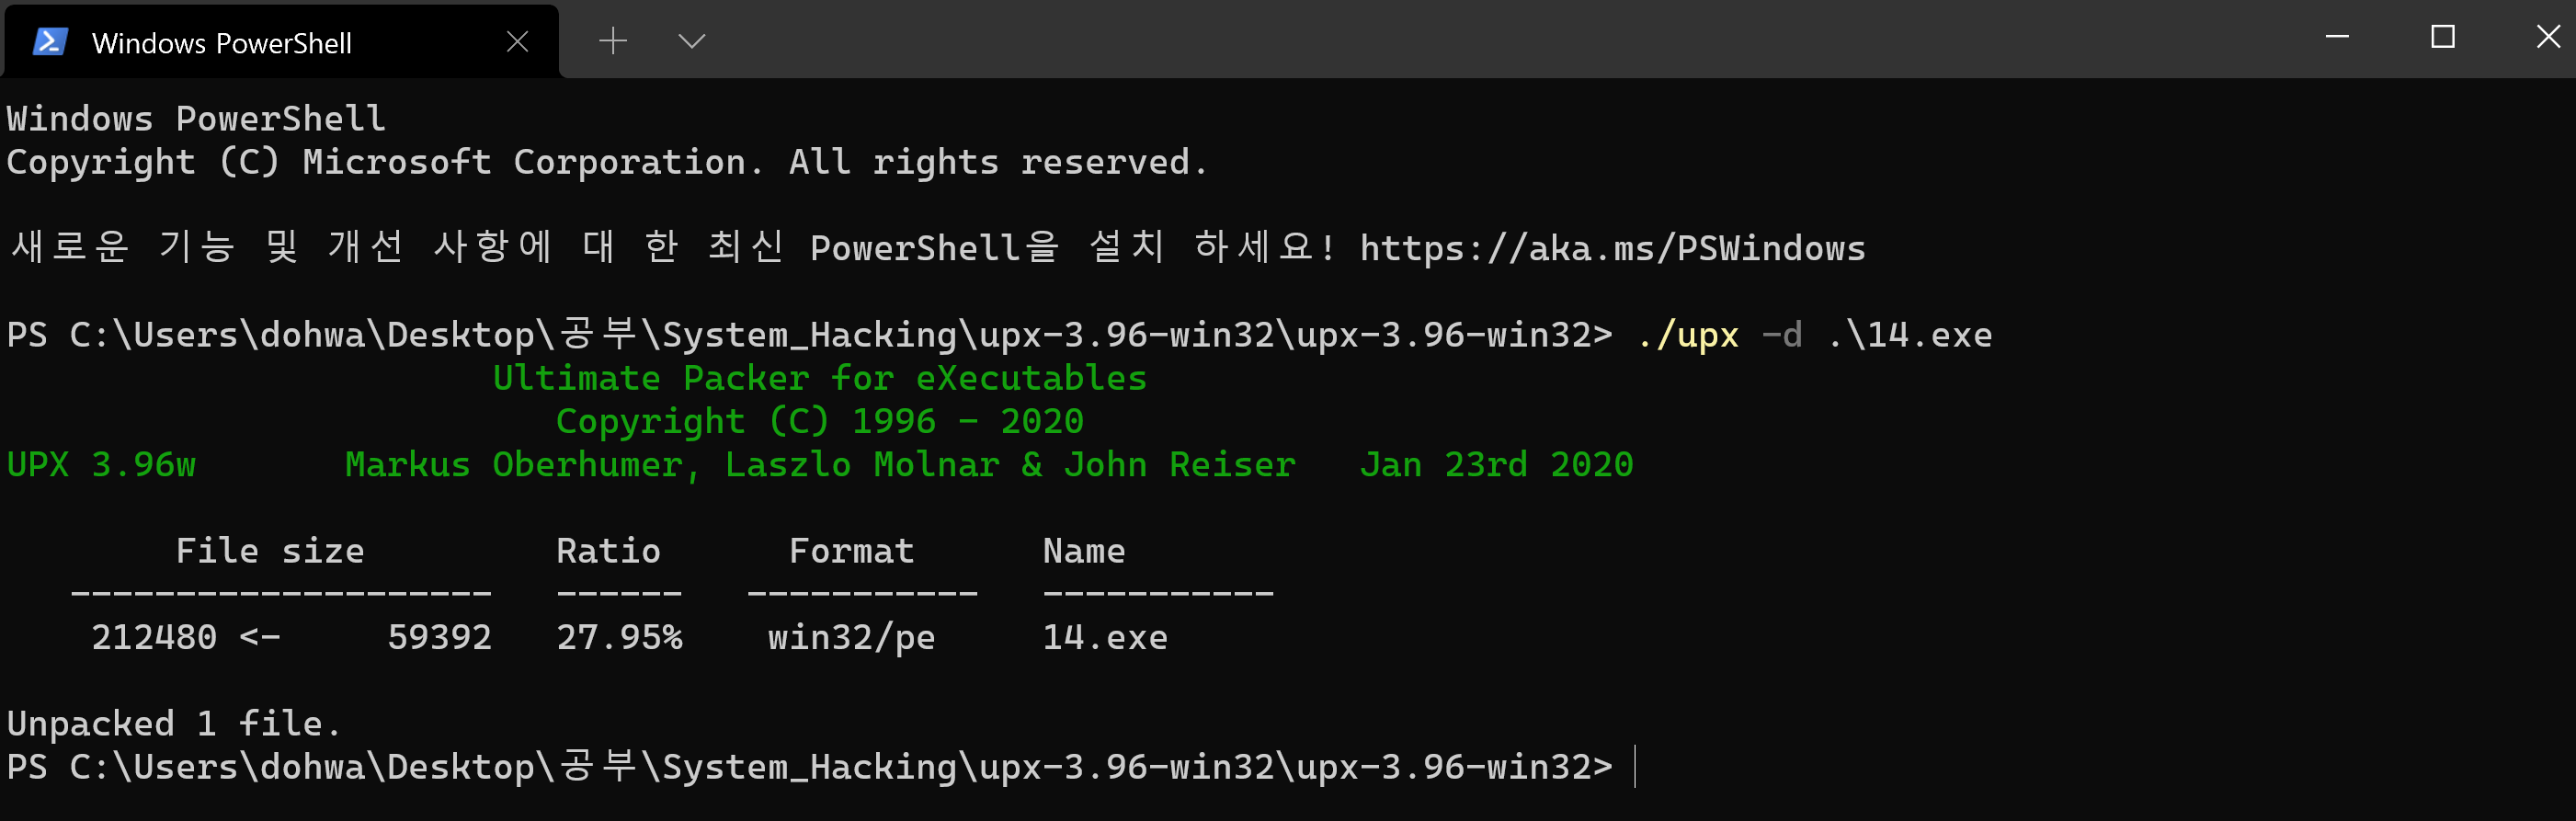 Windows PowerShell
Windows PowerShell
Copyright (C) Microsoft Corporation. All rights reserved.
새로운 기능 및 개선 사항에 대 한 최신 PowerShell을 설치 하세요! https://aka.ms/PSWindows
PS C:\Users\dohwa\Desktop\공부\System_Hacking\upx-3.96-win32\upx-3.96-win32> ./upx -d .\14.exe
Ultimate Packer for eXecutables
Copyright (C) 1996 - 2020
UPX 3.96w Markus Oberhumer, Laszlo Molnar & John Reiser Jan 23rd 2020
File size Ratio Format Name
-------------------- ------ ----------- -----------
212480 <- 59392 27.95% win32/pe 14.exe
Unpacked 1 file.
PS C:\Users\dohwa\Desktop\공부\System_Hacking\upx-3.96-win32\upx-3.96-win32>